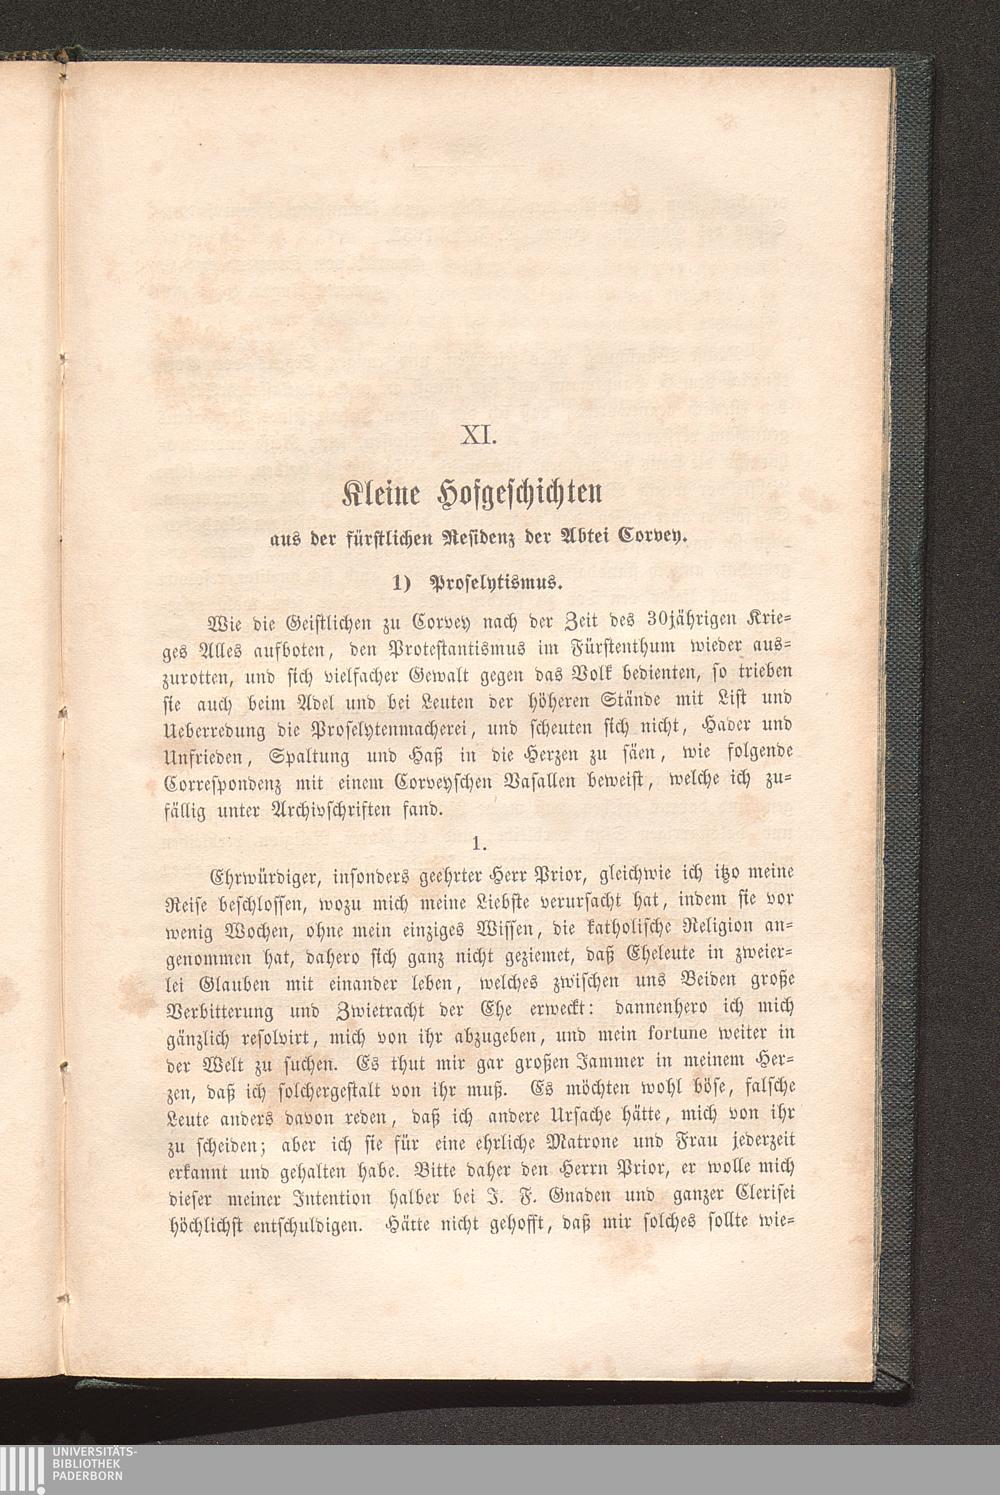 XI.
Kleine Hofgeschichten
aus der fürstlichen Residenz der Abtei Corvey.
1) Proselytismus.
Wie die Geistlichen zu Corvey nach der Zeit des 30jährigen Krie-
ges Alles aufboten, den Protestantismus im Fürstenthum wieder aus-
zurotten, und sich vielfacher Gewalt gegen das Volk bedienten, so trieben
sie auch beim Adel und bei Leuten der höheren Stände mit List und
Ueberredung die Proselytenmacherei, und scheuten sich nicht, Hader und
Unfrieden, Spaltung und Haß in die Herzen zu säen, wie folgende
Correspondenz mit einem Corveyschen Vasallen beweist, welche ich zu-
fällig unter Archivschriften fand.
1.
Ehrwürdiger, insonders geehrter Herr Prior, gleichwie ich itzo meine
Reise beschlossen, wozu mich meine Liebste verursacht hat, indem sie vor
wenig Wochen, ohne mein einziges Wissen, die katholische Religion an-
genommen hat, dahero sich ganz nicht geziemet, daß Eheleute in zweier-
lei Glauben mit einander leben, welches zwischen uns Beiden große
Verbitterung und Zwietracht der Ehe erweckt: dannenhero ich mich
gänzlich resolvirt, mich von ihr abzugeben, und mein fortune weiter in
der Welt zu suchen. Es thut mir gar großen Jammer in meinem Her-
zen, daß ich solchergestalt von ihr muß. Es möchten wohl böse, falsche
Leute anders davon reden, daß ich andere Ursache hätte, mich von ihr
zu scheiden; aber ich sie für eine ehrliche Matrone und Frau jederzeit
erkannt und gehalten habe. Bitte daher den Herrn Prior, er wolle mich
dieser meiner Intention halber bei J. F. Gnaden und ganzer Clerisei
höchlichst entschuldigen. Hätte nicht gehofft, daß mir solches sollte wie-
UNIVERSITÄTS-
BIBLIOTHEK
PADERBORN